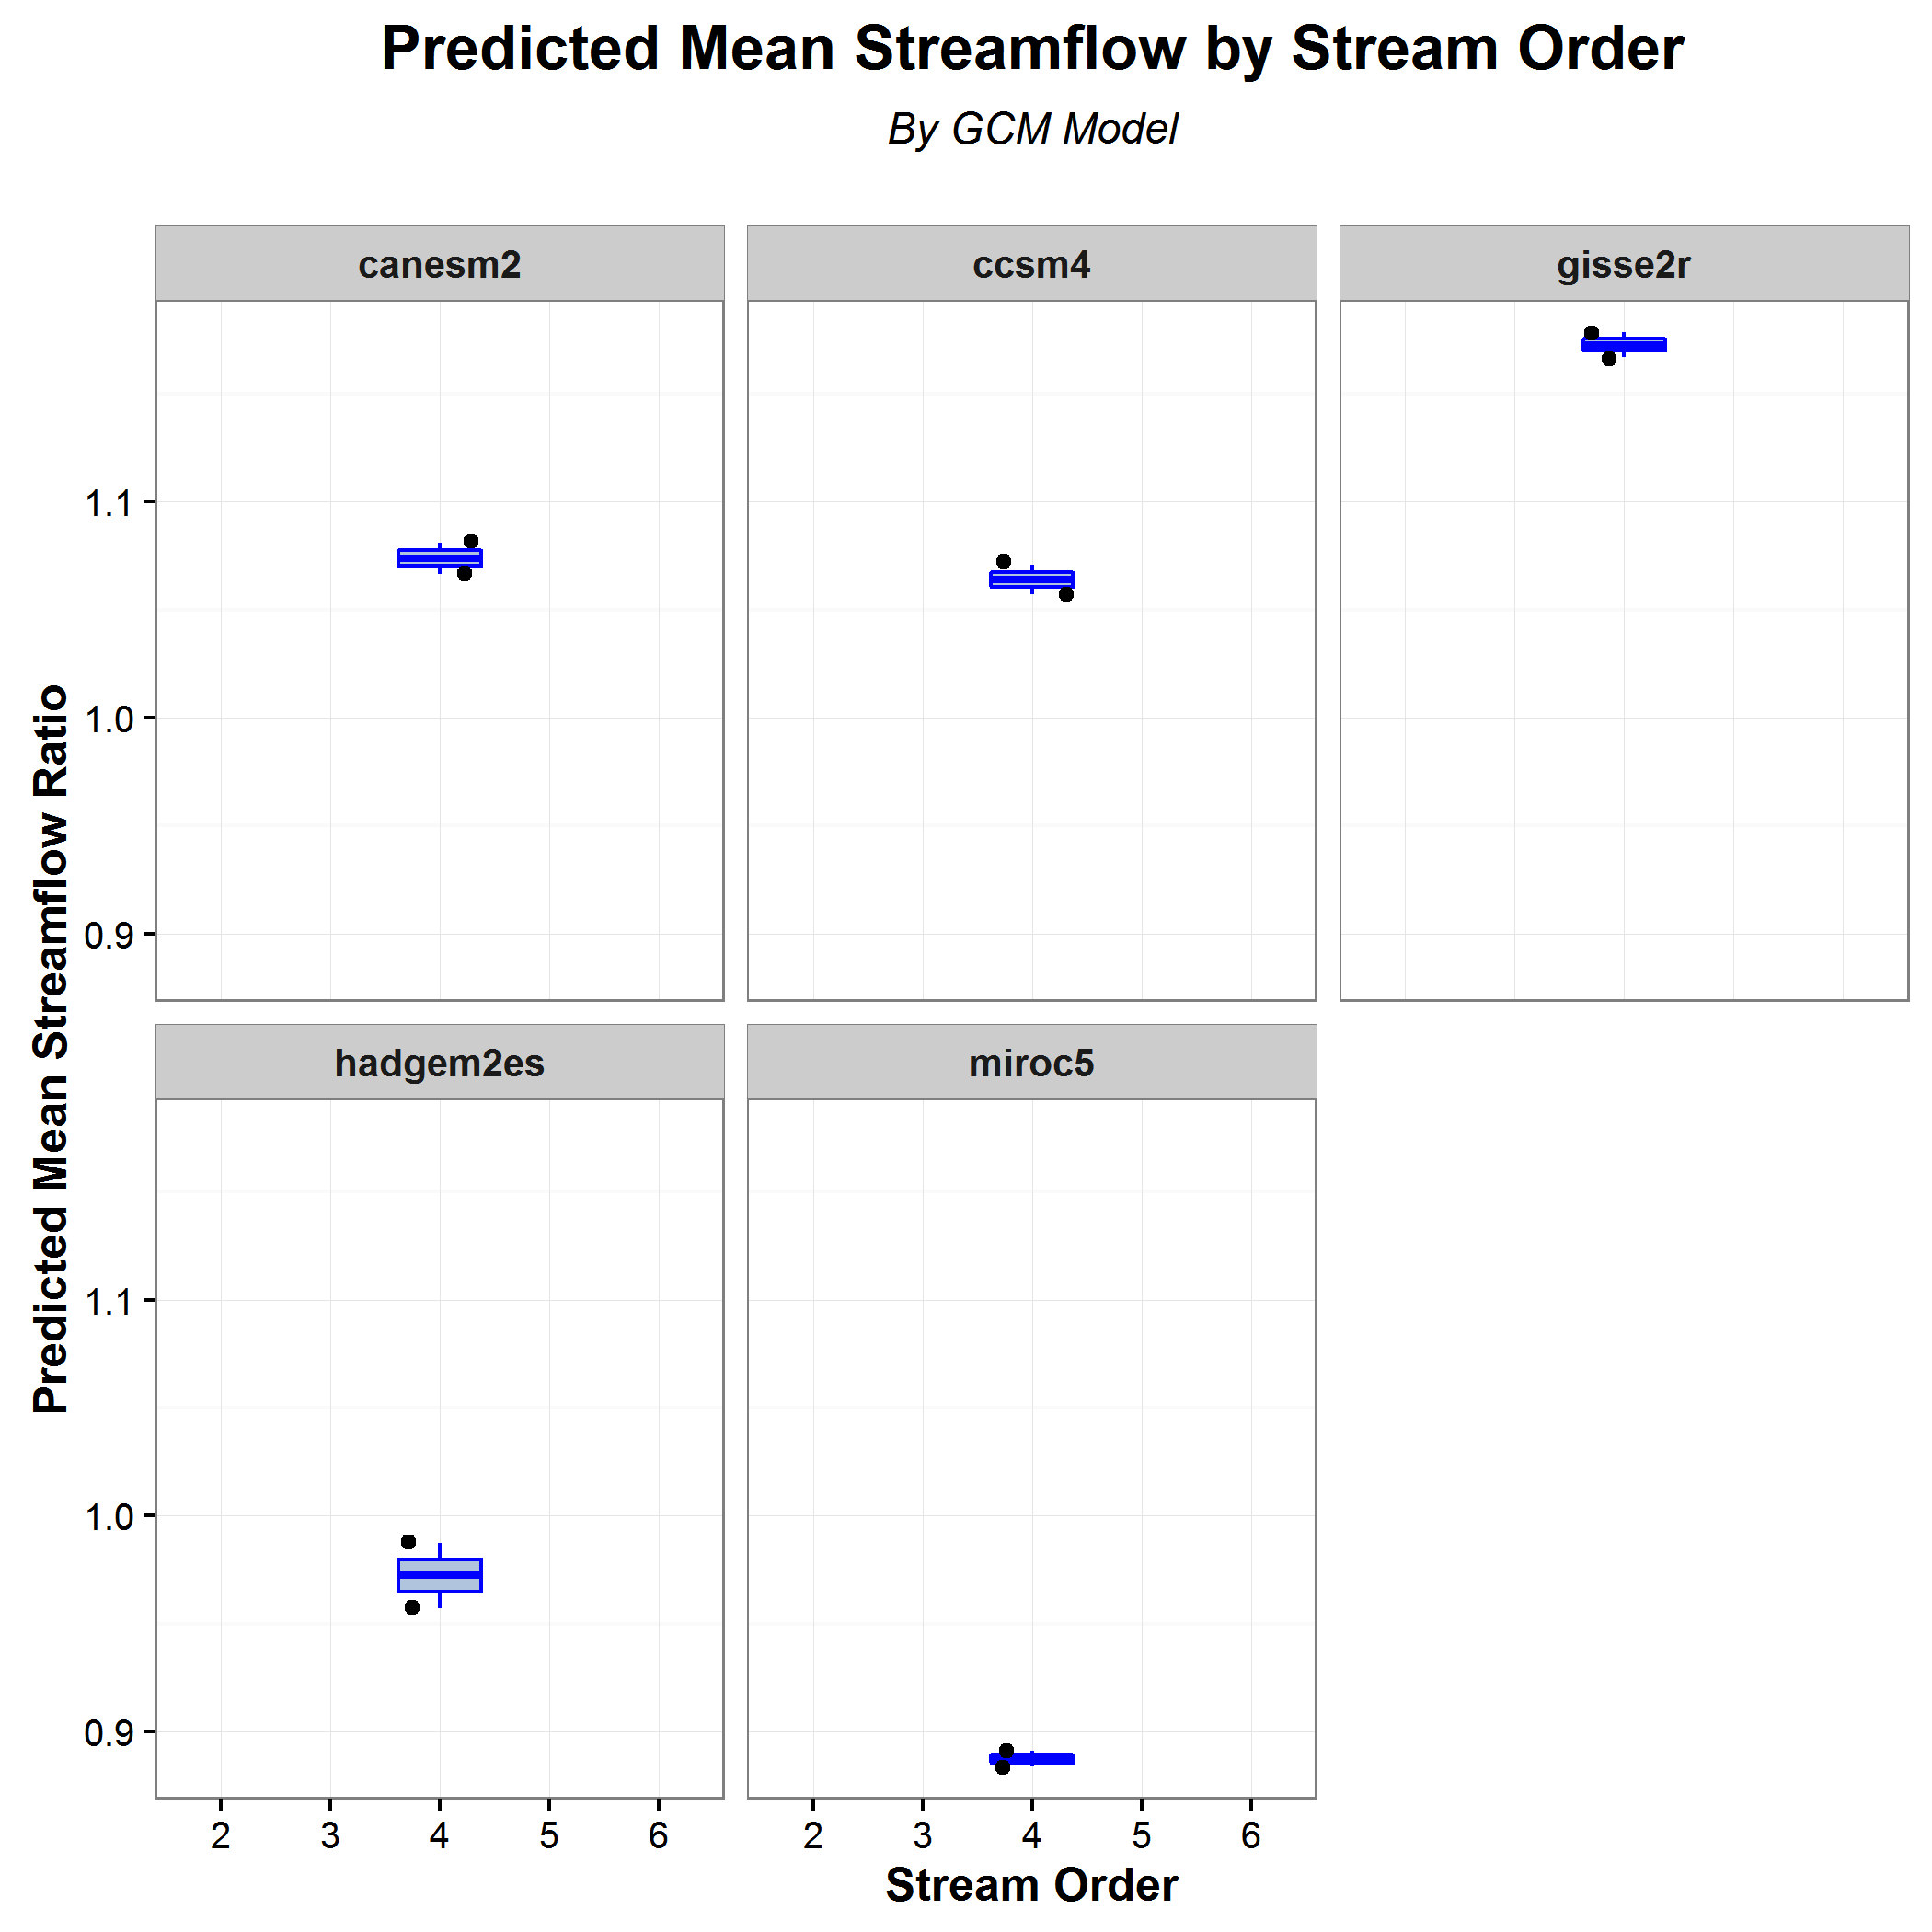 Predicted Mean Streamflow by Stream Order
By GCM Model
canesm2
ccsm4
gisse2r
Predicted Mean Streamflow Ratio
1.1
1.0
0.9
hadgem2es
miroc5
1.1
1.0
0.9
2 3 4 5 6
2 3 4 5 6
Stream Order